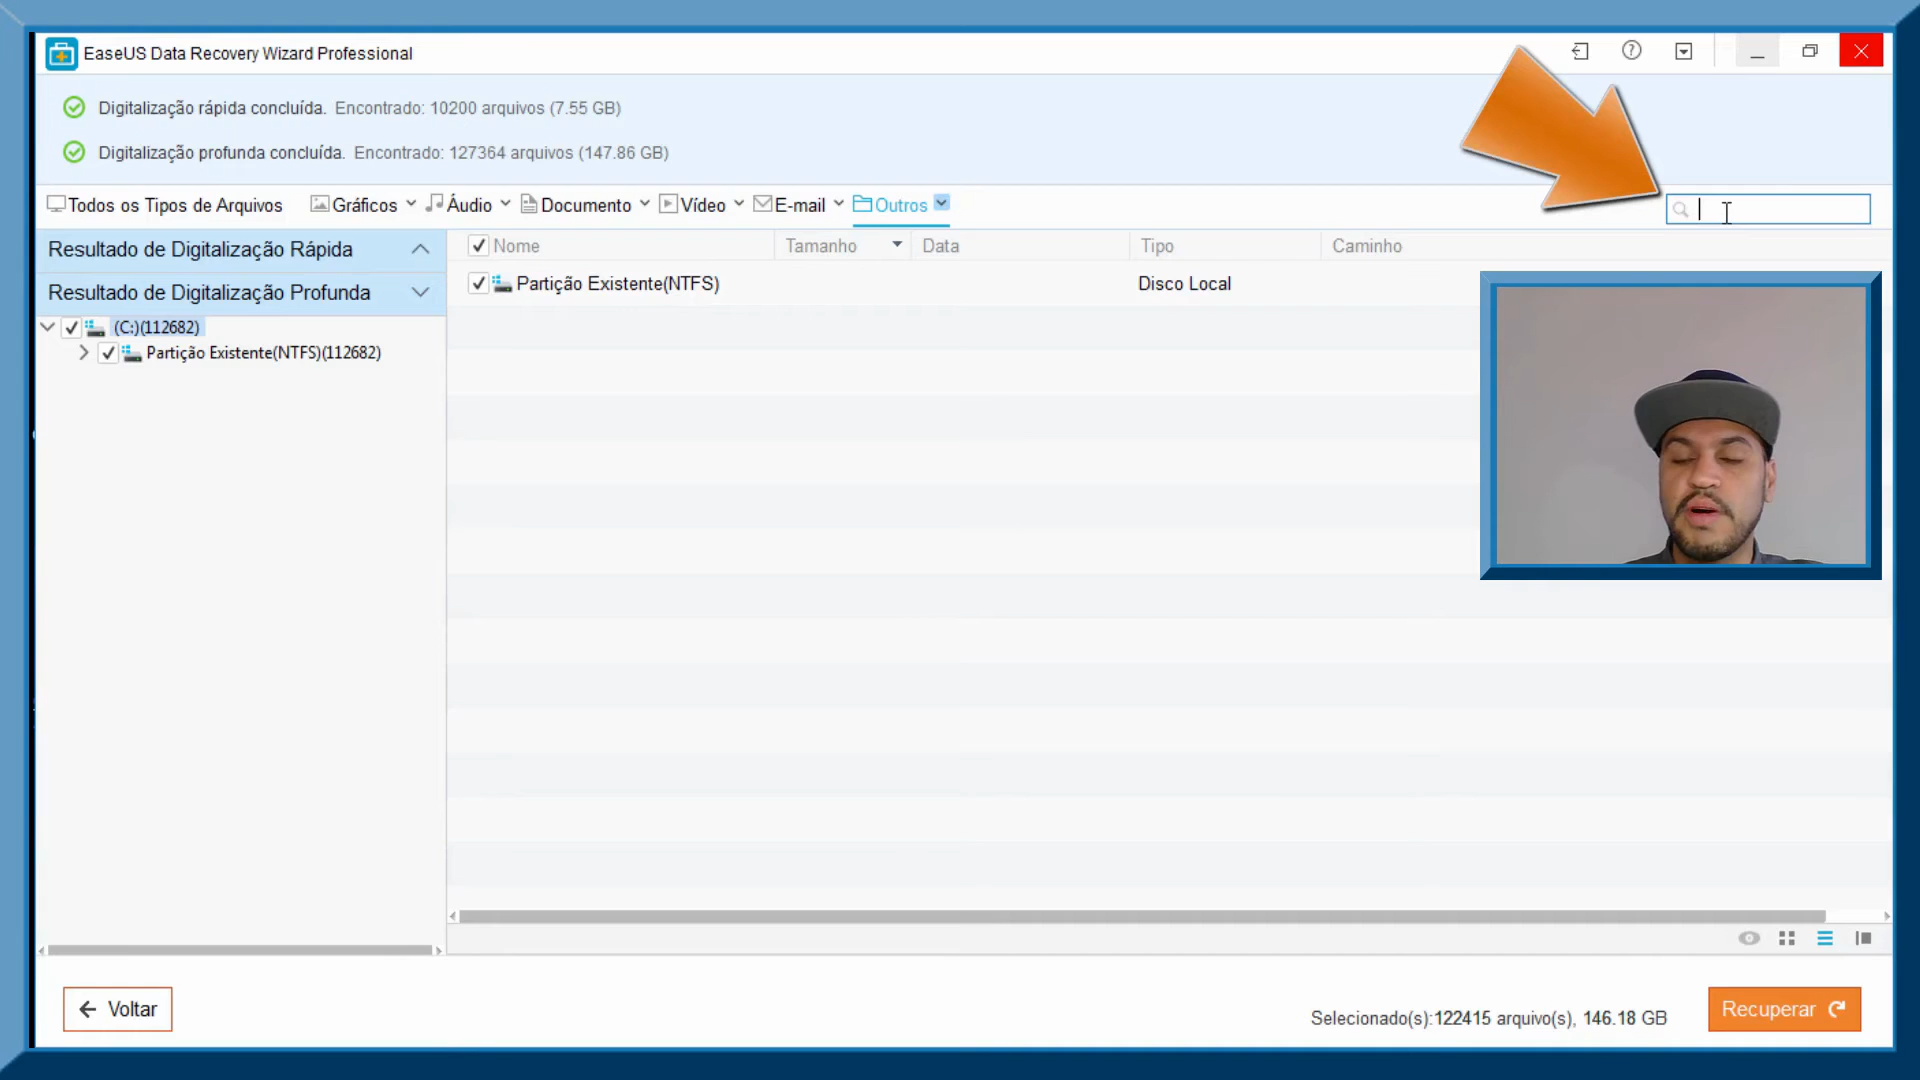 EaseUS Data Recovery Wizard Professional
Digitalização rápida concluída. Encontrado: 10200 arquivos (7.55 GB)
Digitalização profunda concluída. Encontrado: 127364 arquivos (147.86 GB)
Todos os Tipos de Arquivos Gráficos Áudio Documento Vídeo E-mail Outros
Resultado de Digitalização Rápida
Nome Tamanho Data Tipo Caminho
Resultado de Digitalização Profunda
Partição Existente(NTFS) Disco Local
(C:)(112682)
Partição Existente(NTFS)(112682)
Voltar
Selecionado(s):122415 arquivo(s), 146.18 GB
Recuperar